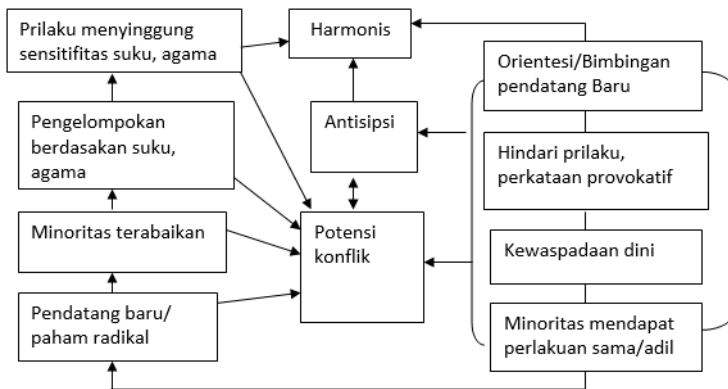 Prilaku menyinggung
sensitifitas suku, agama
Pengelompokan
berdasakan suku,
agama
Minoritas terabaikan
Pendatang baru/
paham radikal
Harmonis
Antisipsi
Potensi
konflik
Orientesi/Bimbingan
pendatang Baru
Hindari prilaku,
perkataan provokatif
Kewaspadaan dini
Minoritas mendapat
perlakuan sama/adil